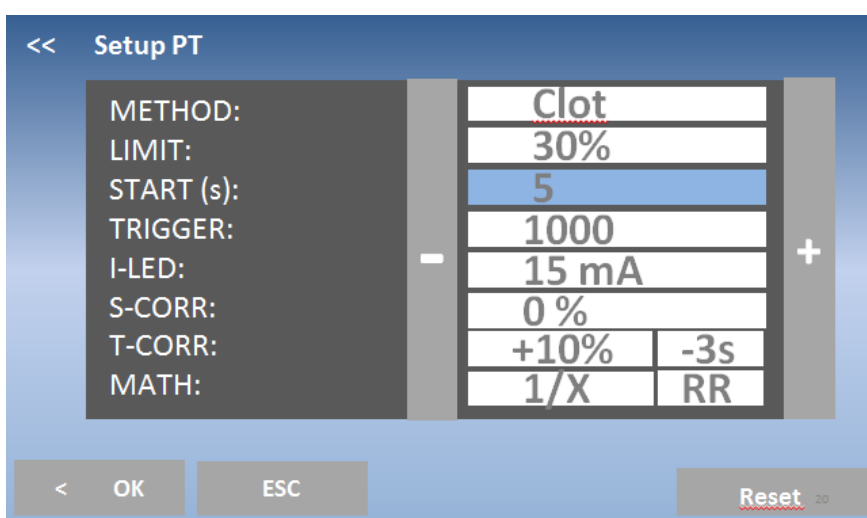 << Setup PT
METHOD: Clot
LIMIT: 30%
START (s): 5
TRIGGER: 1000
I-LED: 15 mA
S-CORR: 0 %
T-CORR: +10% -3s
MATH: 1/X RR
- +
< OK ESC Reset 20